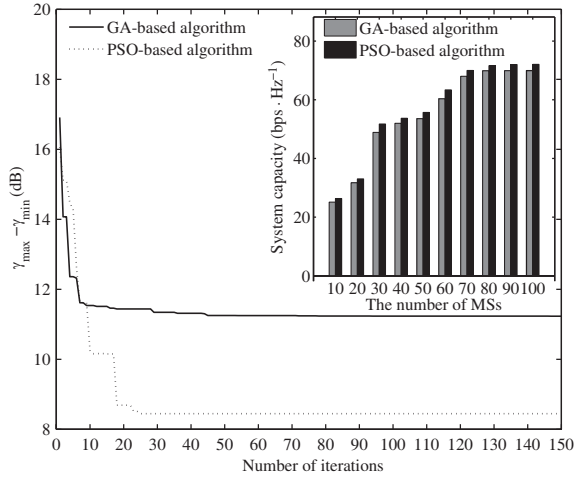 GA-based algorithm
PSO-based algorithm
γmax −γmin (dB)
20
18
16
14
12
11
10
8
0 10 20 30 40 50 60 70 80 90 100 110 120 130 140 150
Number of iterations
GA-based algorithm
PSO-based algorithm
System capacity (bps · Hz⁻¹)
80
60
40
20
0
10 20 30 40 50 60 70 80 90 100
The number of MSs